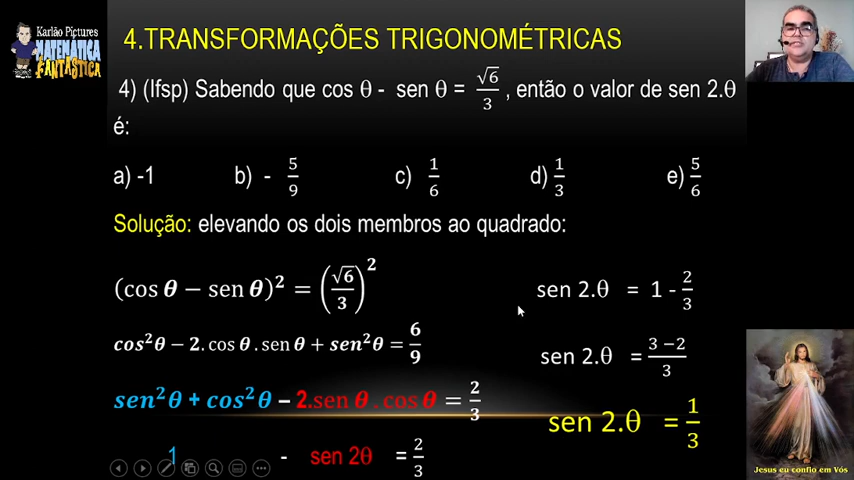 Karlão Pictures
MATEMÁTICA
FANTÁSTICA
4.TRANSFORMAÇÕES TRIGONOMÉTRICAS
4) (Ifsp) Sabendo que cos θ - sen θ = √6/3 , então o valor de sen 2.θ
é:
a) -1 b) - 5/9 c) 1/6 d) 1/3 e) 5/6
Solução: elevando os dois membros ao quadrado:
(cos θ − sen θ)² = (√6/3)²
cos²θ − 2. cos θ . sen θ + sen²θ = 6/9
sen²θ + cos²θ – 2.sen θ . cos θ = 2/3
1 - sen 2θ = 2/3
sen 2.θ = 1 - 2/3
sen 2.θ = (3 −2)/3
sen 2.θ = 1/3
Jesus eu confio em Vós